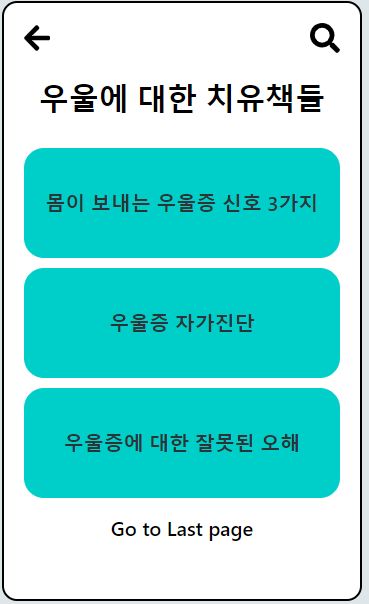 우울에 대한 치유책들
몸이 보내는 우울증 신호 3가지
우울증 자가진단
우울증에 대한 잘못된 오해
Go to Last page